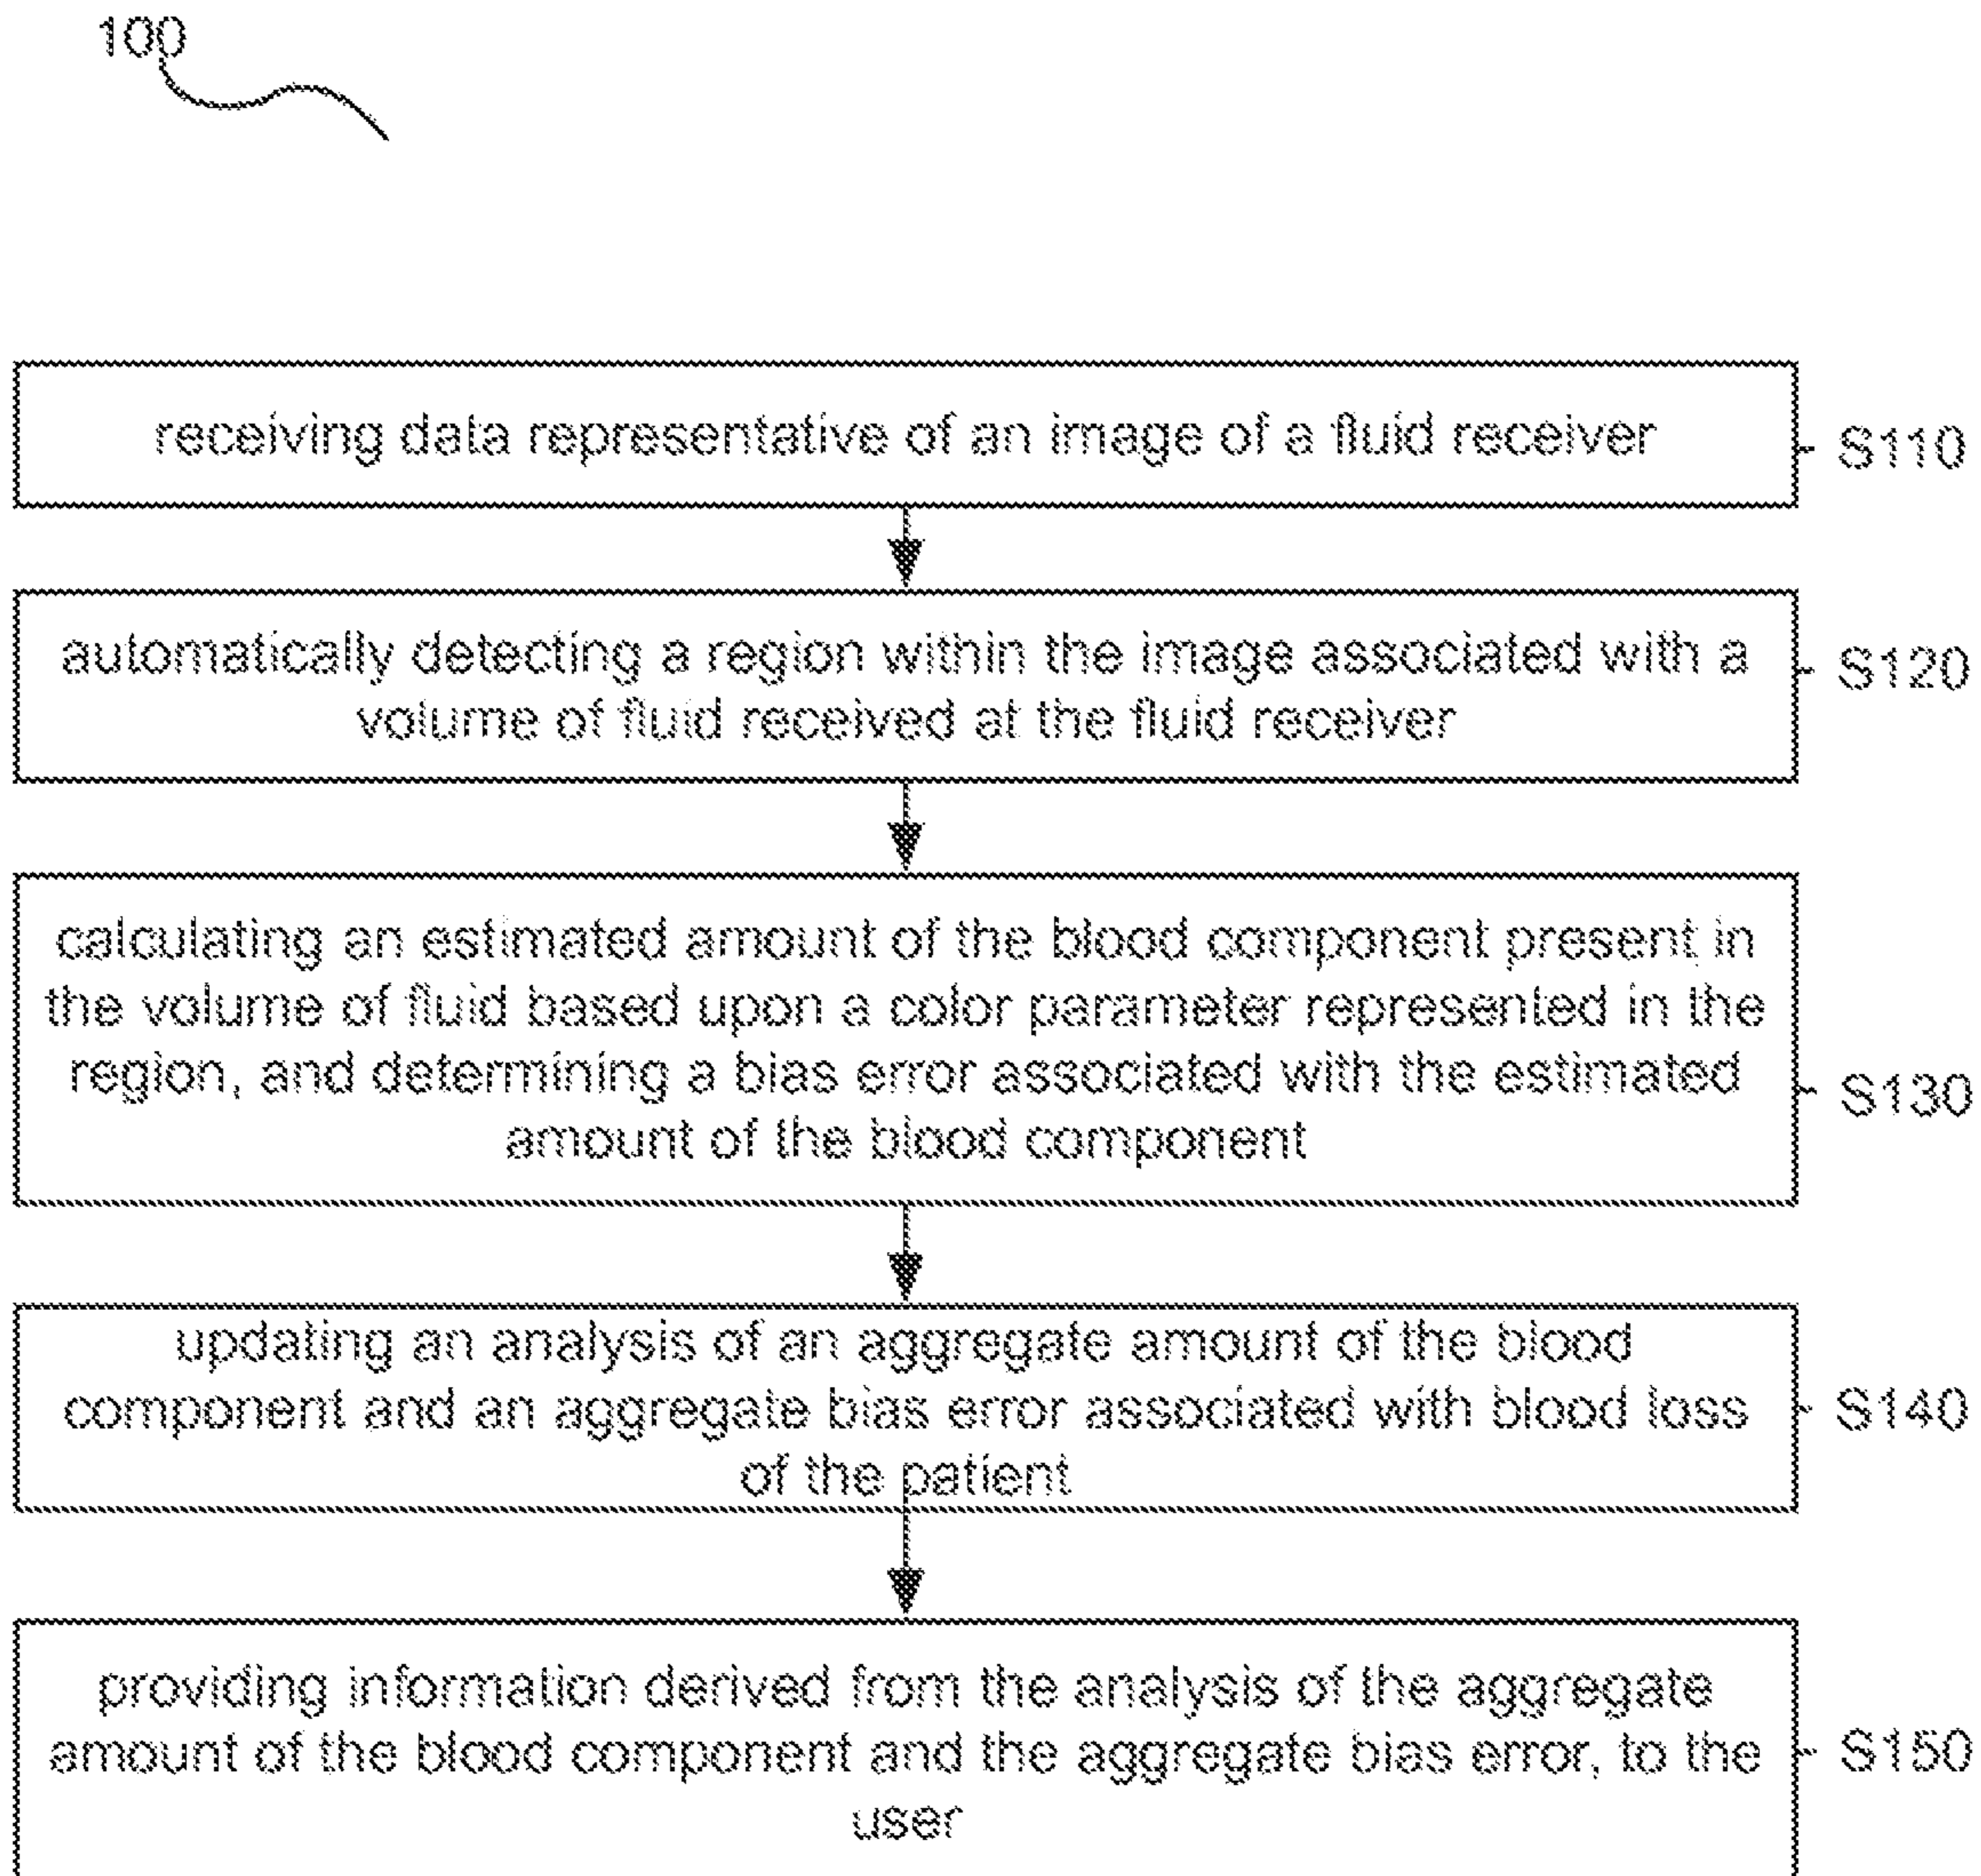 100
receiving data representative of an image of a fluid receiver
S110
automatically detecting a region within the image associated with a
volume of fluid received at the fluid receiver
S120
calculating an estimated amount of the blood component present in
the volume of fluid based upon a color parameter represented in the
region, and determining a bias error associated with the estimated
amount of the blood component
S130
updating an analysis of an aggregate amount of the blood
component and an aggregate bias error associated with blood loss
of the patient
S140
providing information derived from the analysis of the aggregate
amount of the blood component and the aggregate bias error, to the
user
S150